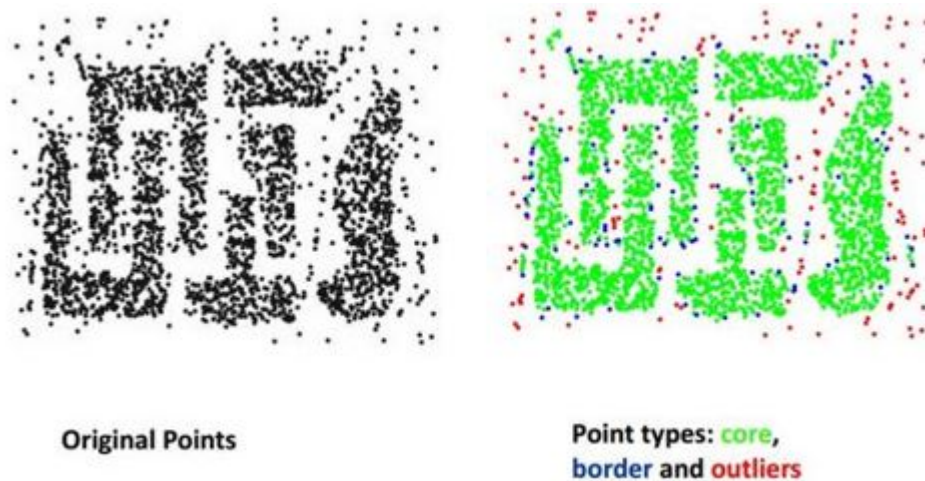 Original Points
Point types: core,
border and outliers